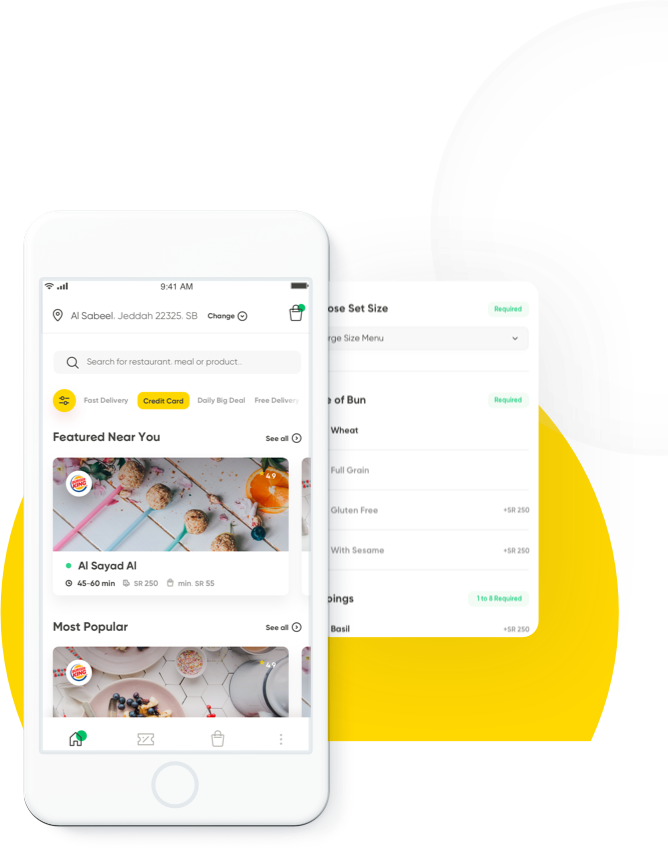 9:41 AM
Al Sabeel. Jeddah 22325. SB
Change
Search for restaurant. meal or product..
Fast Delivery
Credit Card
Daily Big Deal
Free Delivery
Featured Near You
See all
BURGER
KING
4.9
Al Sayad Al
45-60 min
SR 250
min. SR 55
Most Popular
See all
BURGER
KING
4.9
ose Set Size
Required
rge Size Menu
e of Bun
Required
Wheat
Full Grain
Gluten Free
+SR 250
With Sesame
+SR 250
pings
1 to 8 Required
Basil
+SR 250